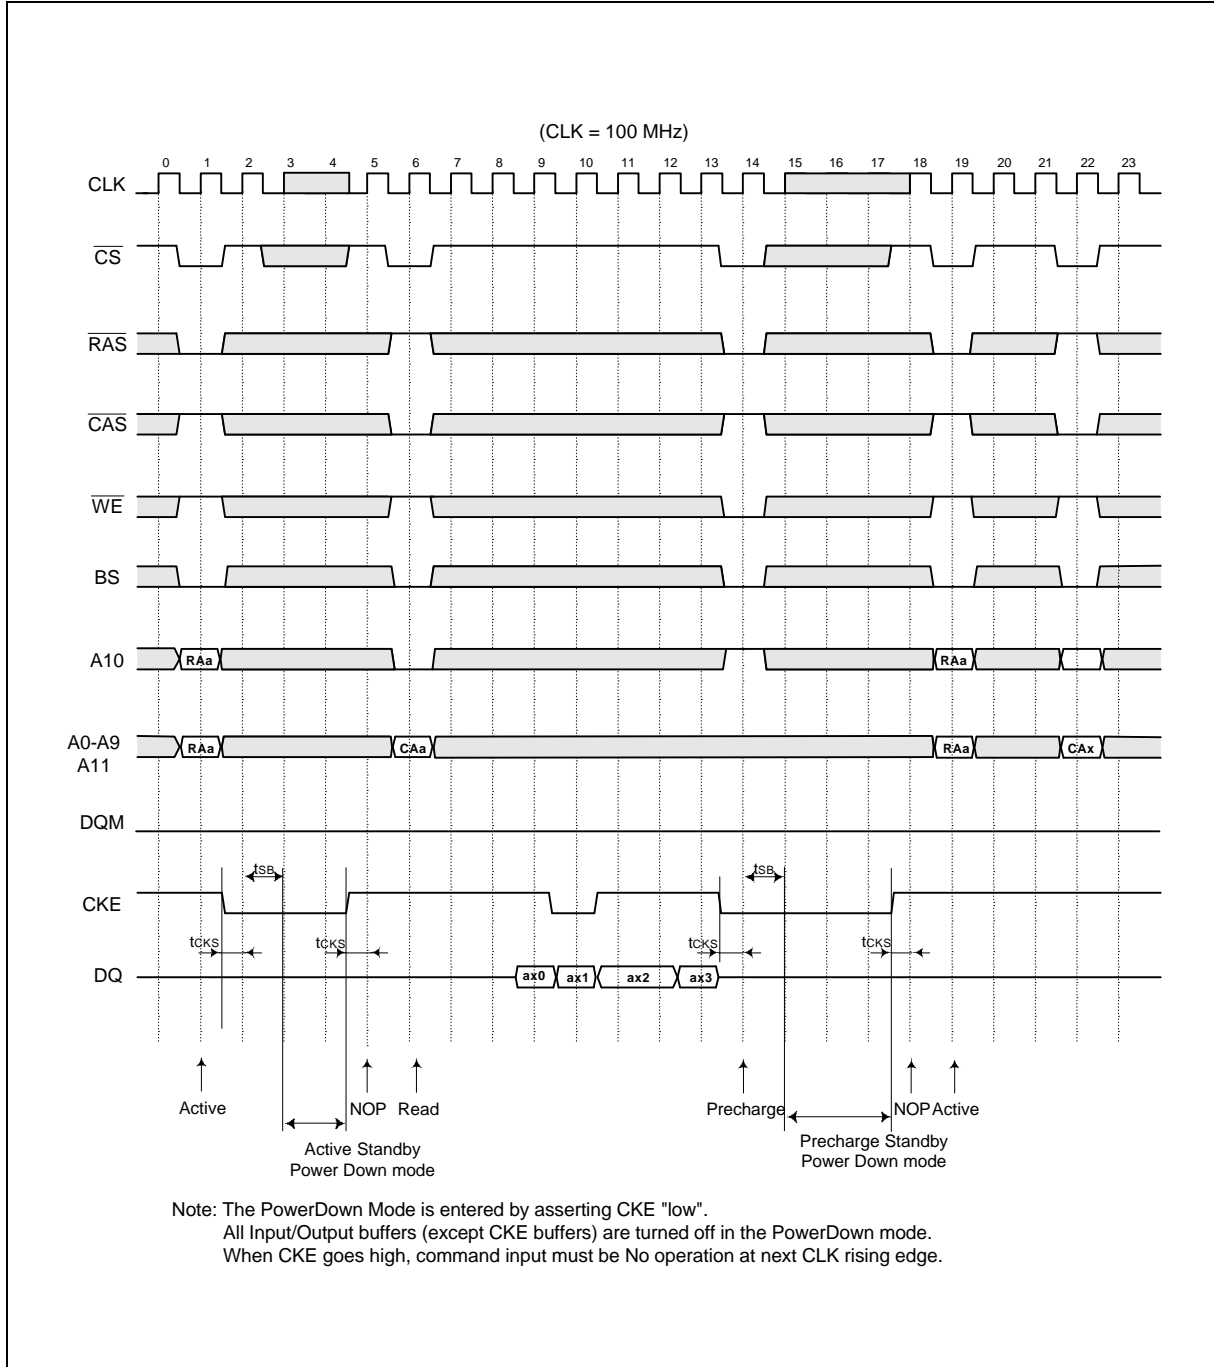 (CLK = 100 MHz)
0 1 2 3 4 5 6 7 8 9 10 11 12 13 14 15 16 17 18 19 20 21 22 23
CLK
CS
RAS
CAS
WE
BS
A10 RAa RAa
A0-A9 RAa CAa RAa CAx
A11
DQM
tSB tSB
CKE
tCKS tCKS tCKS tCKS
DQ ax0 ax1 ax2 ax3
Active NOP Read Precharge NOP Active
Active Standby
Power Down mode
Precharge Standby
Power Down mode
Note: The PowerDown Mode is entered by asserting CKE "low".
All Input/Output buffers (except CKE buffers) are turned off in the PowerDown mode.
When CKE goes high, command input must be No operation at next CLK rising edge.